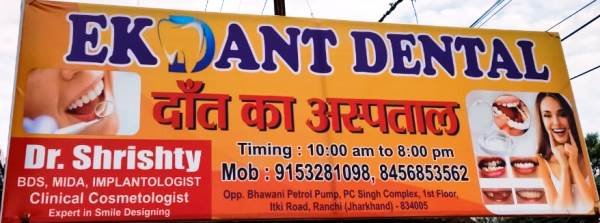 EKDANT DENTAL
दाँत का अस्पताल
Timing : 10:00 am to 8:00 pm
Mob : 9153281098, 8456853562
Opp. Bhawani Petrol Pump, PC Singh Complex, 1st Floor,
Itki Road, Ranchi (Jharkhand) - 834005
Dr. Shrishty
BDS, MIDA, IMPLANTOLOGIST
Clinical Cosmetologist
Expert in Smile Designing